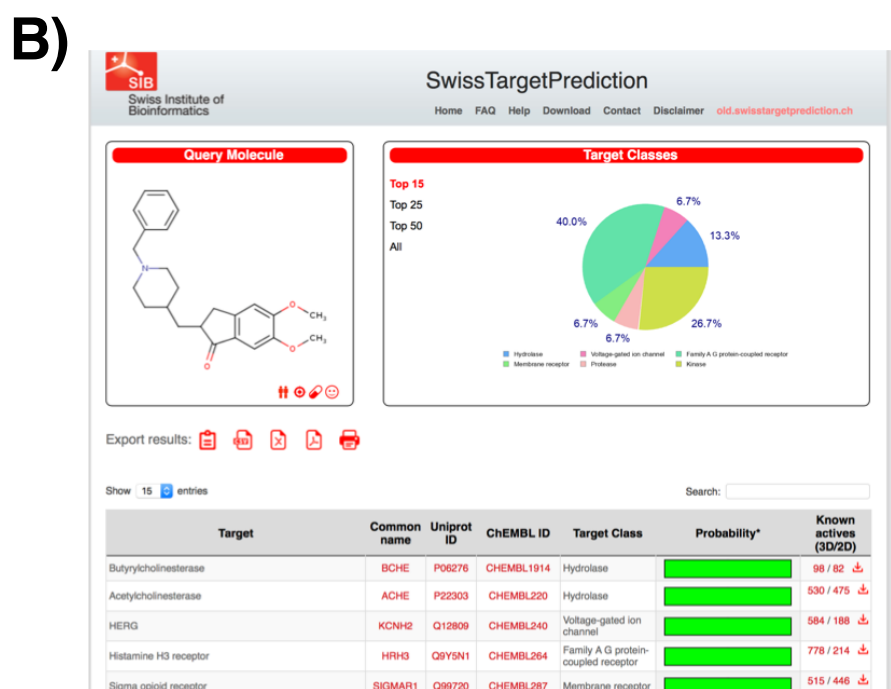 B)
SIB
Swiss Institute of
Bioinformatics
SwissTargetPrediction
Home FAQ Help Download Contact Disclaimer old.swisstargetprediction.ch
Query Molecule
N
O
CH3
O
CH3
O
Target Classes
Top 15
Top 25
Top 50
All
6.7%
40.0%
13.3%
6.7%
26.7%
6.7%
Hydrolase Voltage-gated ion channel Family A G protein-coupled receptor
Membrane receptor Protease Kinase
Export results:
Show 15 entries
Search:
Target Common name Uniprot ID ChEMBL ID Target Class Probability* Known actives (3D/2D)
Butyrylcholinesterase BCHE P06276 CHEMBL1914 Hydrolase 98 / 82
Acetylcholinesterase ACHE P22303 CHEMBL220 Hydrolase 530 / 475
HERG KCNH2 Q12809 CHEMBL240 Voltage-gated ion channel 584 / 188
Histamine H3 receptor HRH3 Q9Y5N1 CHEMBL264 Family A G protein-coupled receptor 778 / 214
Sigma opioid receptor SIGMAR1 Q99720 CHEMBL287 Membrane receptor 515 / 446